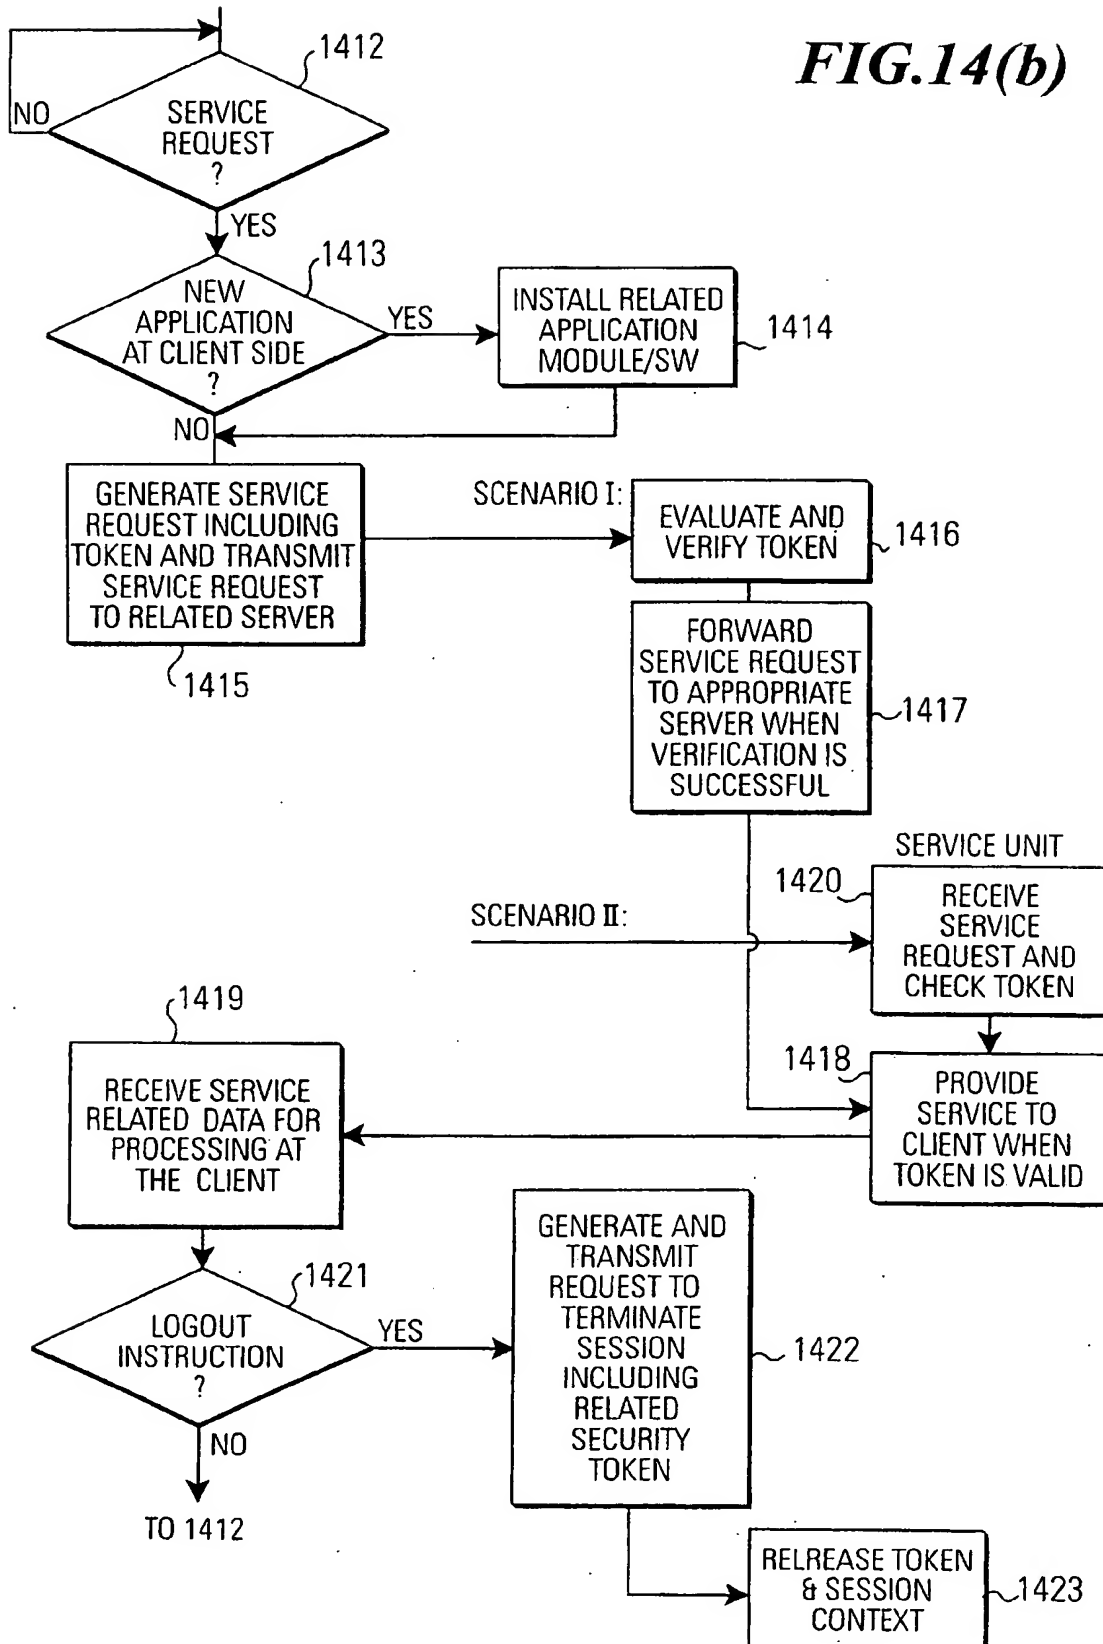 FIG.14(b)
1412
NO
SERVICE
REQUEST
?
YES
1413
NEW
APPLICATION
AT CLIENT SIDE
?
YES
INSTALL RELATED
APPLICATION
MODULE/SW
1414
NO
GENERATE SERVICE
REQUEST INCLUDING
TOKEN AND TRANSMIT
SERVICE REQUEST
TO RELATED SERVER
1415
SCENARIO I:
EVALUATE AND
VERIFY TOKEN
1416
FORWARD
SERVICE REQUEST
TO APPROPRIATE
SERVER WHEN
VERIFICATION IS
SUCCESSFUL
1417
SERVICE UNIT
1420
SCENARIO II:
RECEIVE
SERVICE
REQUEST AND
CHECK TOKEN
1418
PROVIDE
SERVICE TO
CLIENT WHEN
TOKEN IS VALID
1419
RECEIVE SERVICE
RELATED DATA FOR
PROCESSING AT
THE CLIENT
1421
LOGOUT
INSTRUCTION
?
YES
NO
TO 1412
GENERATE AND
TRANSMIT
REQUEST TO
TERMINATE
SESSION
INCLUDING
RELATED
SECURITY
TOKEN
1422
RELREASE TOKEN
& SESSION
CONTEXT
1423